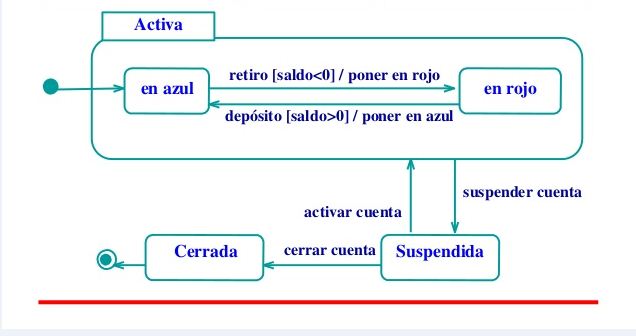 Activa
retiro [saldo<0] / poner en rojo
en azul
en rojo
depósito [saldo>0] / poner en azul
suspender cuenta
activar cuenta
Cerrada
cerrar cuenta
Suspendida